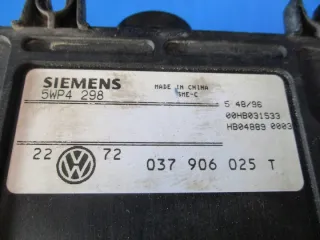 SIEMENS
5WP4 298
MADE IN CHINA
SME-C
S 48/96
00HB031533
HB04889 0003
22 72
037 906 025 T